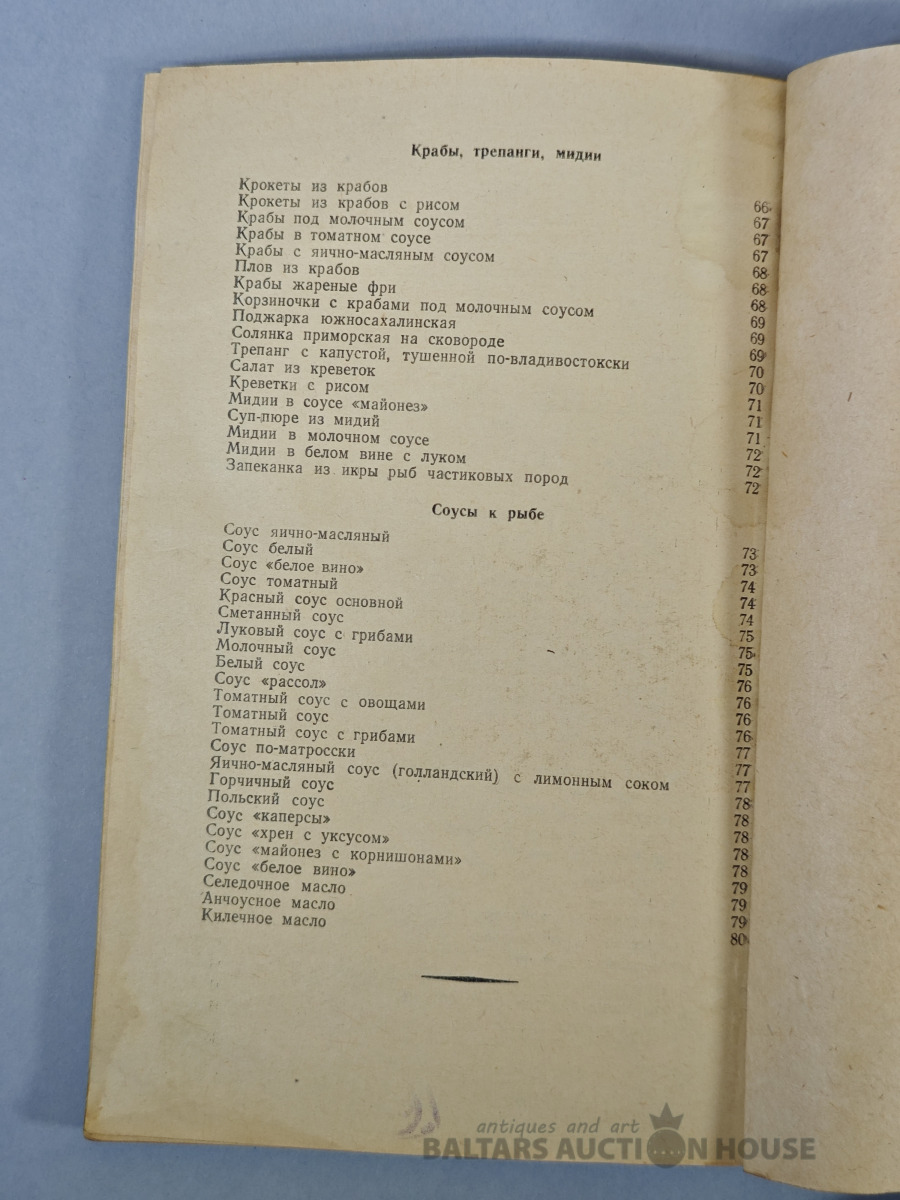 Крабы, трепанги, мидии
Крокеты из крабов 66
Крокеты из крабов с рисом 67
Крабы под молочным соусом 67
Крабы в томатном соусе 67
Крабы с яично-масляным соусом 68
Плов из крабов 68
Крабы жареные фри 68
Корзиночки с крабами под молочным соусом 69
Поджарка южносахалинская 69
Солянка приморская на сковороде 69
Трепанг с капустой, тушенной по-владивостокски 70
Салат из креветок 70
Креветки с рисом 71
Мидии в соусе «майонез» 71
Суп-пюре из мидий 71
Мидии в молочном соусе 72
Мидии в белом вине с луком 72
Запеканка из икры рыб частиковых пород 72
Соусы к рыбе
Соус яично-масляный 73
Соус белый 73
Соус «белое вино» 74
Соус томатный 74
Красный соус основной 74
Сметанный соус 75
Луковый соус с грибами 75
Молочный соус 75
Белый соус 76
Соус «рассол» 76
Томатный соус с овощами 76
Томатный соус 76
Томатный соус с грибами 77
Соус по-матросски 77
Яично-масляный соус (голландский) с лимонным соком 77
Горчичный соус 78
Польский соус 78
Соус «каперсы» 78
Соус «хрен с уксусом» 78
Соус «майонез с корнишонами» 78
Соус «белое вино» 79
Селедочное масло 79
Анчоусное масло 79
Килечное масло 80
antiques and art
BALTARS AUCTION HOUSE